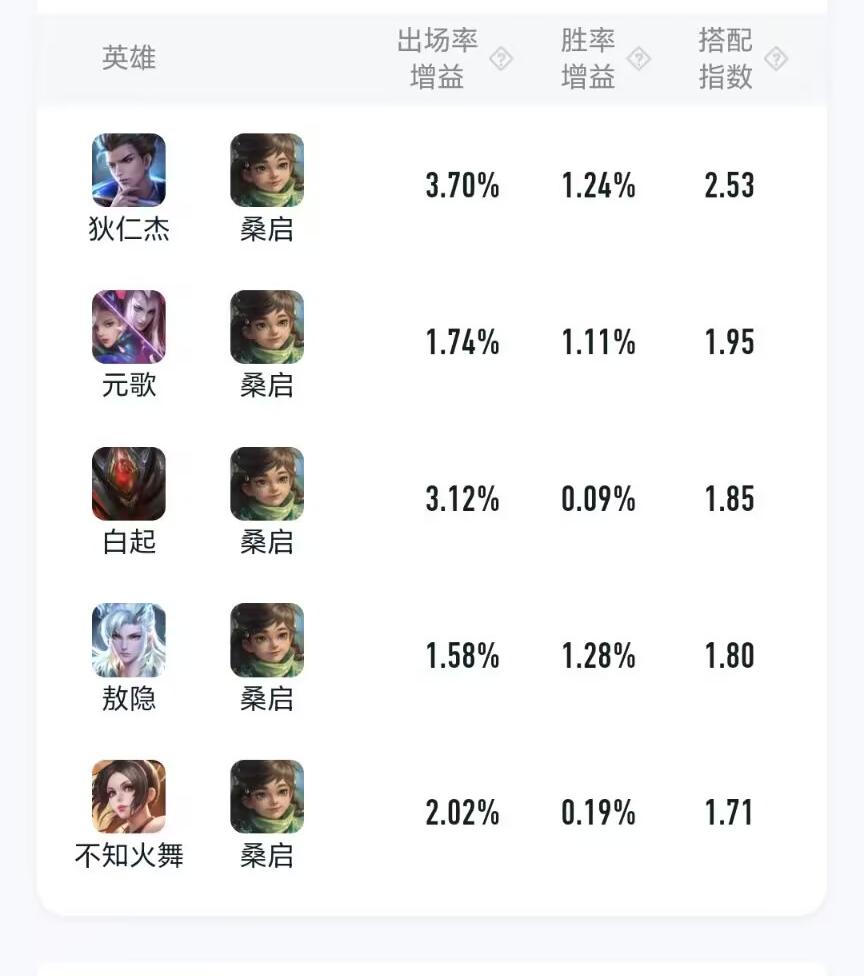 英雄
出场率
增益
胜率
增益
搭配
指数
狄仁杰 桑启 3.70% 1.24% 2.53
元歌 桑启 1.74% 1.11% 1.95
白起 桑启 3.12% 0.09% 1.85
敖隐 桑启 1.58% 1.28% 1.80
不知火舞 桑启 2.02% 0.19% 1.71